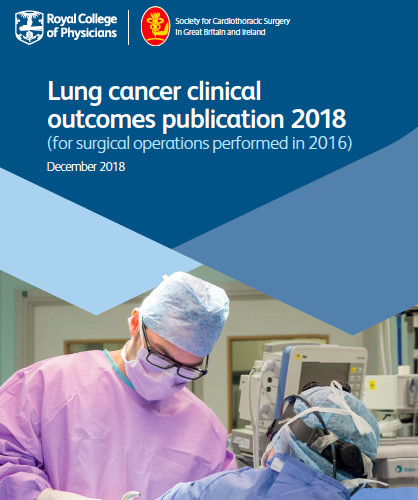 Royal College
of Physicians
Society for Cardiothoracic Surgery
in Great Britain and Ireland
Lung cancer clinical
outcomes publication 2018
(for surgical operations performed in 2016)
December 2018